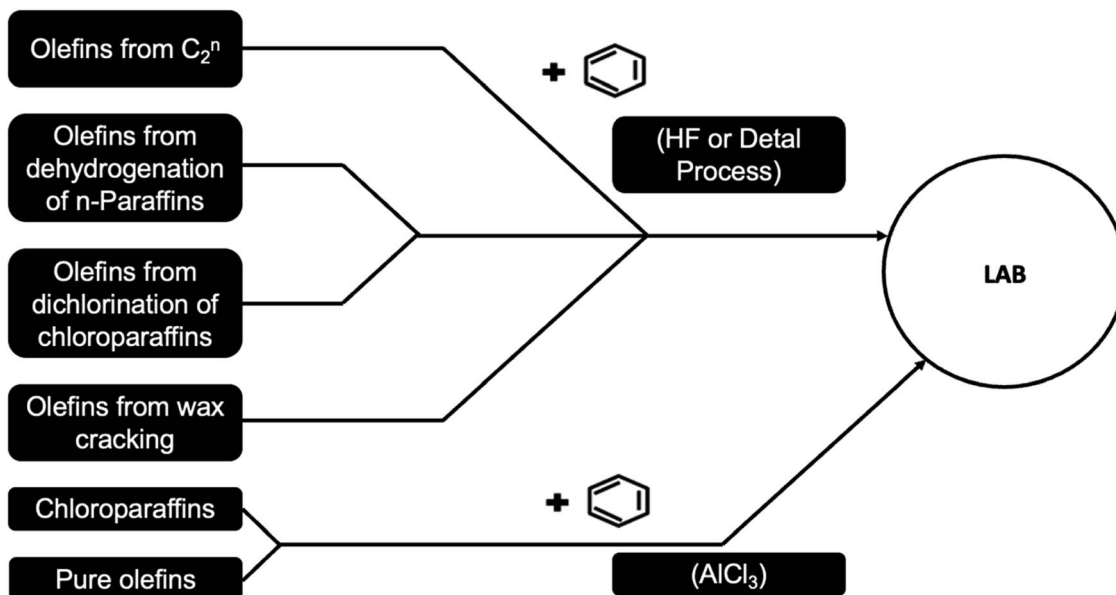 Olefins from C₂ⁿ
Olefins from
dehydrogenation
of n-Paraffins
Olefins from
dichlorination of
chloroparaffins
Olefins from wax
cracking
Chloroparaffins
Pure olefins
+
(HF or Detal
Process)
+
(AlCl₃)
LAB